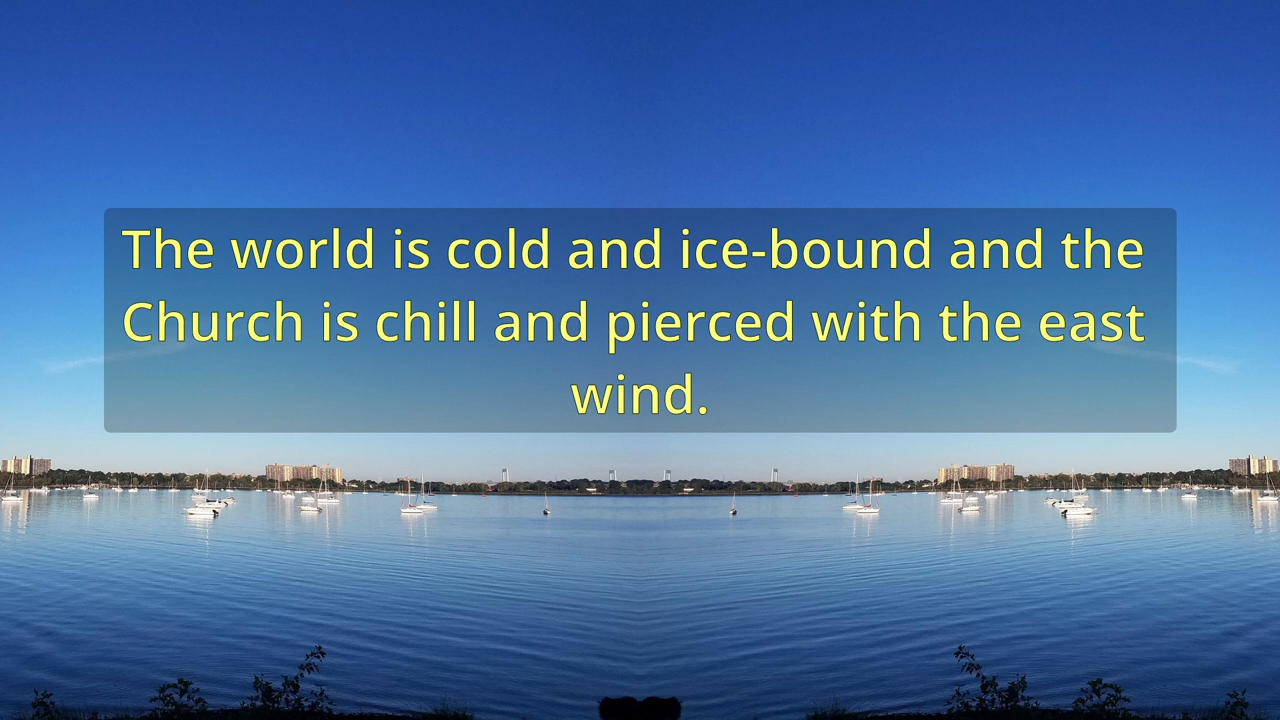 The world is cold and ice-bound and the
Church is chill and pierced with the east
wind.